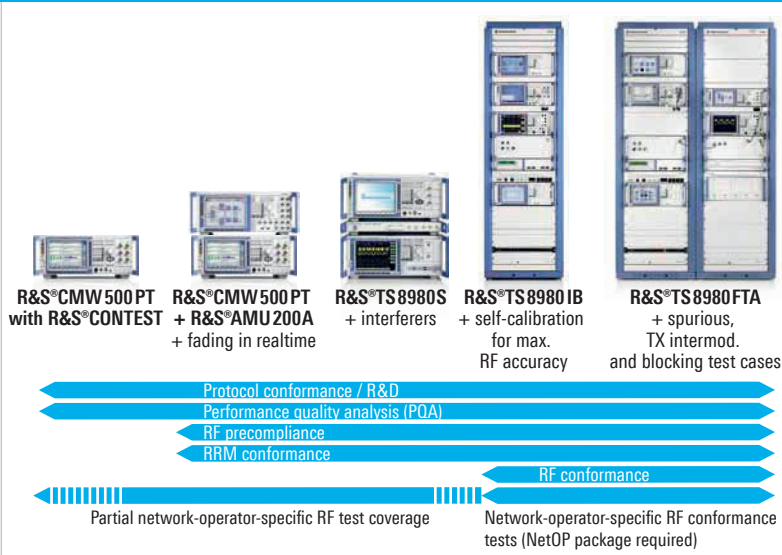 R&S®CMW500PT
with R&S®CONTEST
R&S®CMW500PT
+ R&S®AMU200A
+ fading in realtime
R&S®TS8980S
+ interferers
R&S®TS8980IB
+ self-calibration
for max.
RF accuracy
R&S®TS8980FTA
+ spurious,
TX intermod.
and blocking test cases
Protocol conformance / R&D
Performance quality analysis (PQA)
RF precompliance
RRM conformance
RF conformance
Partial network-operator-specific RF test coverage
Network-operator-specific RF conformance
tests (NetOP package required)